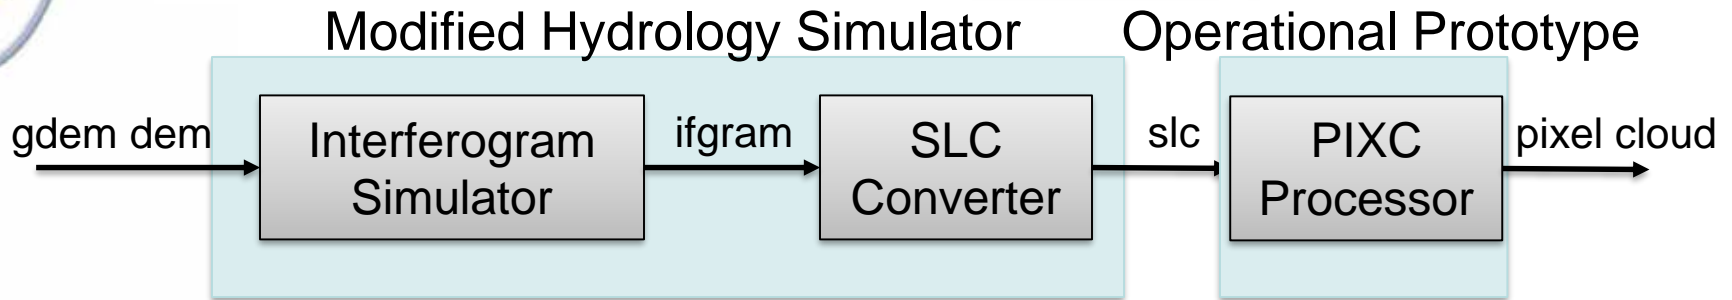 Modified Hydrology Simulator
Operational Prototype
gdem dem
Interferogram
Simulator
ifgram
SLC
Converter
slc
PIXC
Processor
pixel cloud